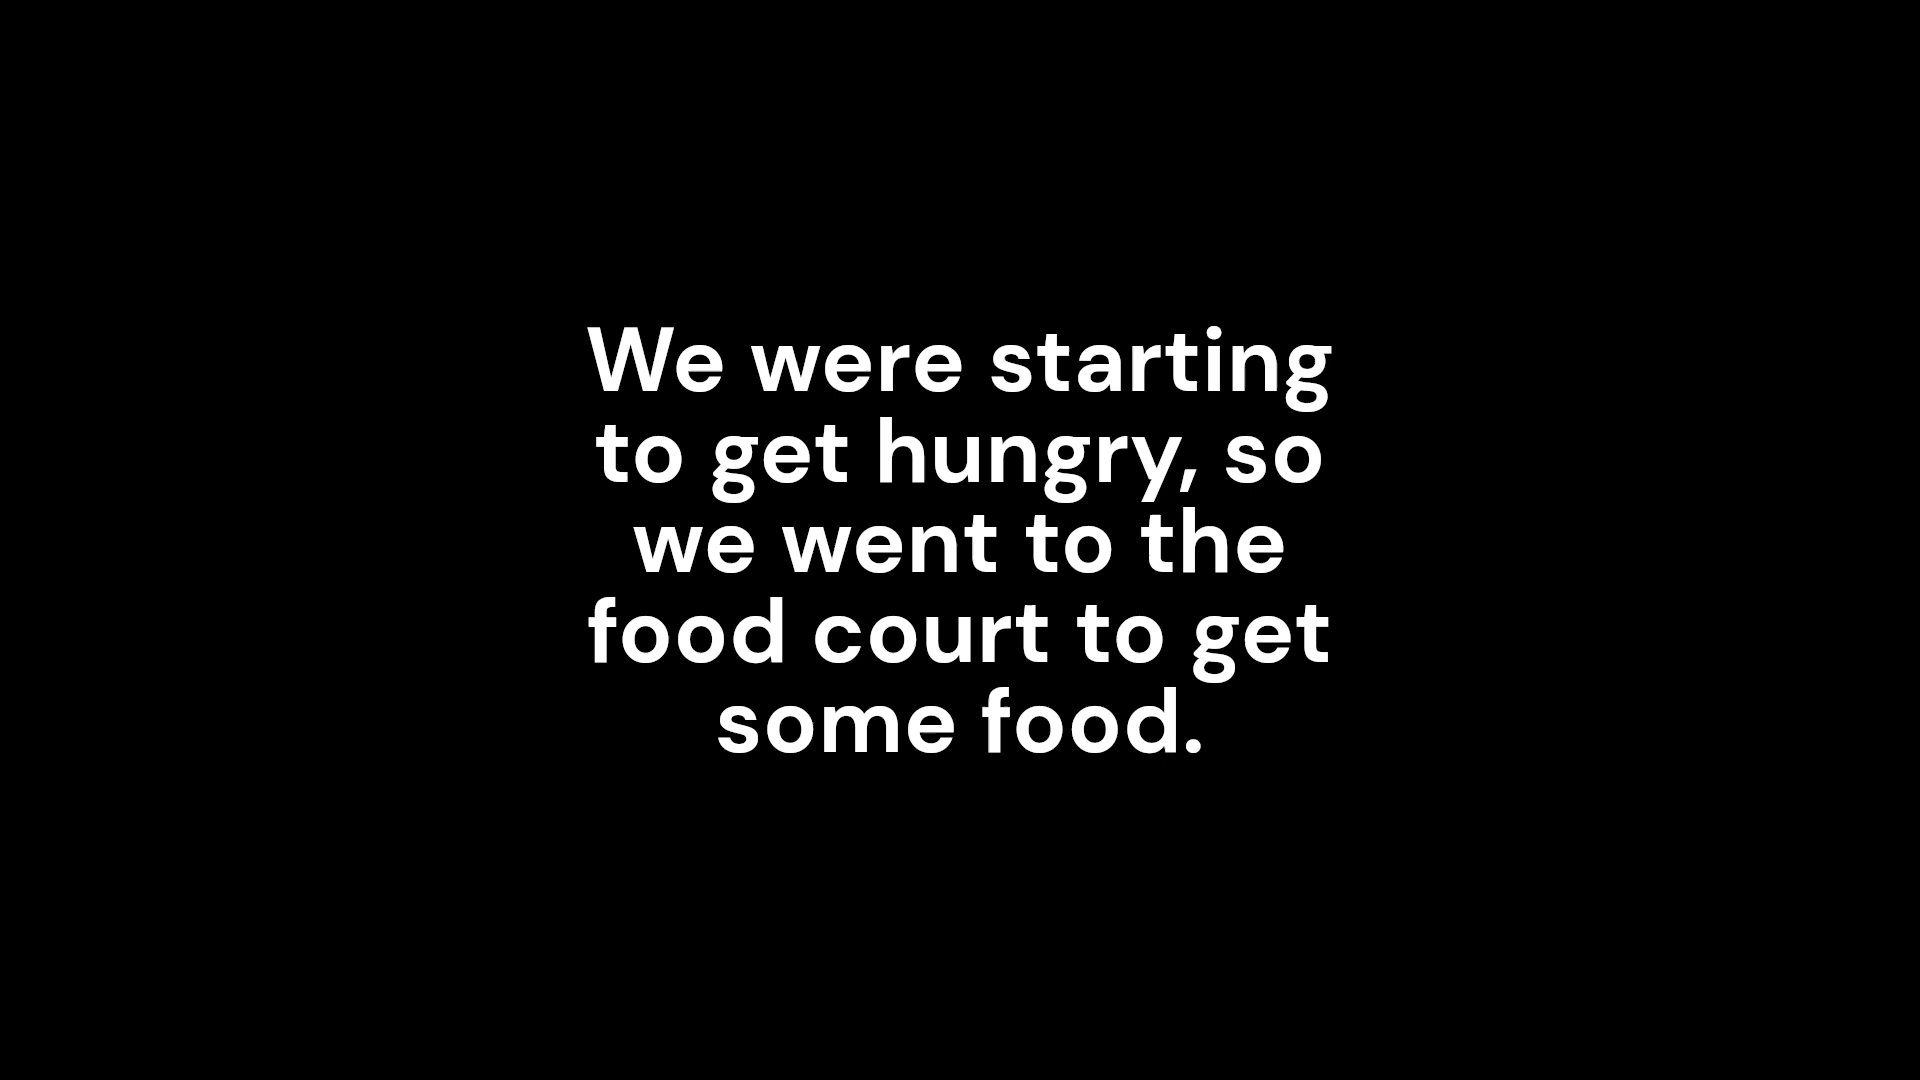 We were starting
to get hungry, so
we went to the
food court to get
some food.